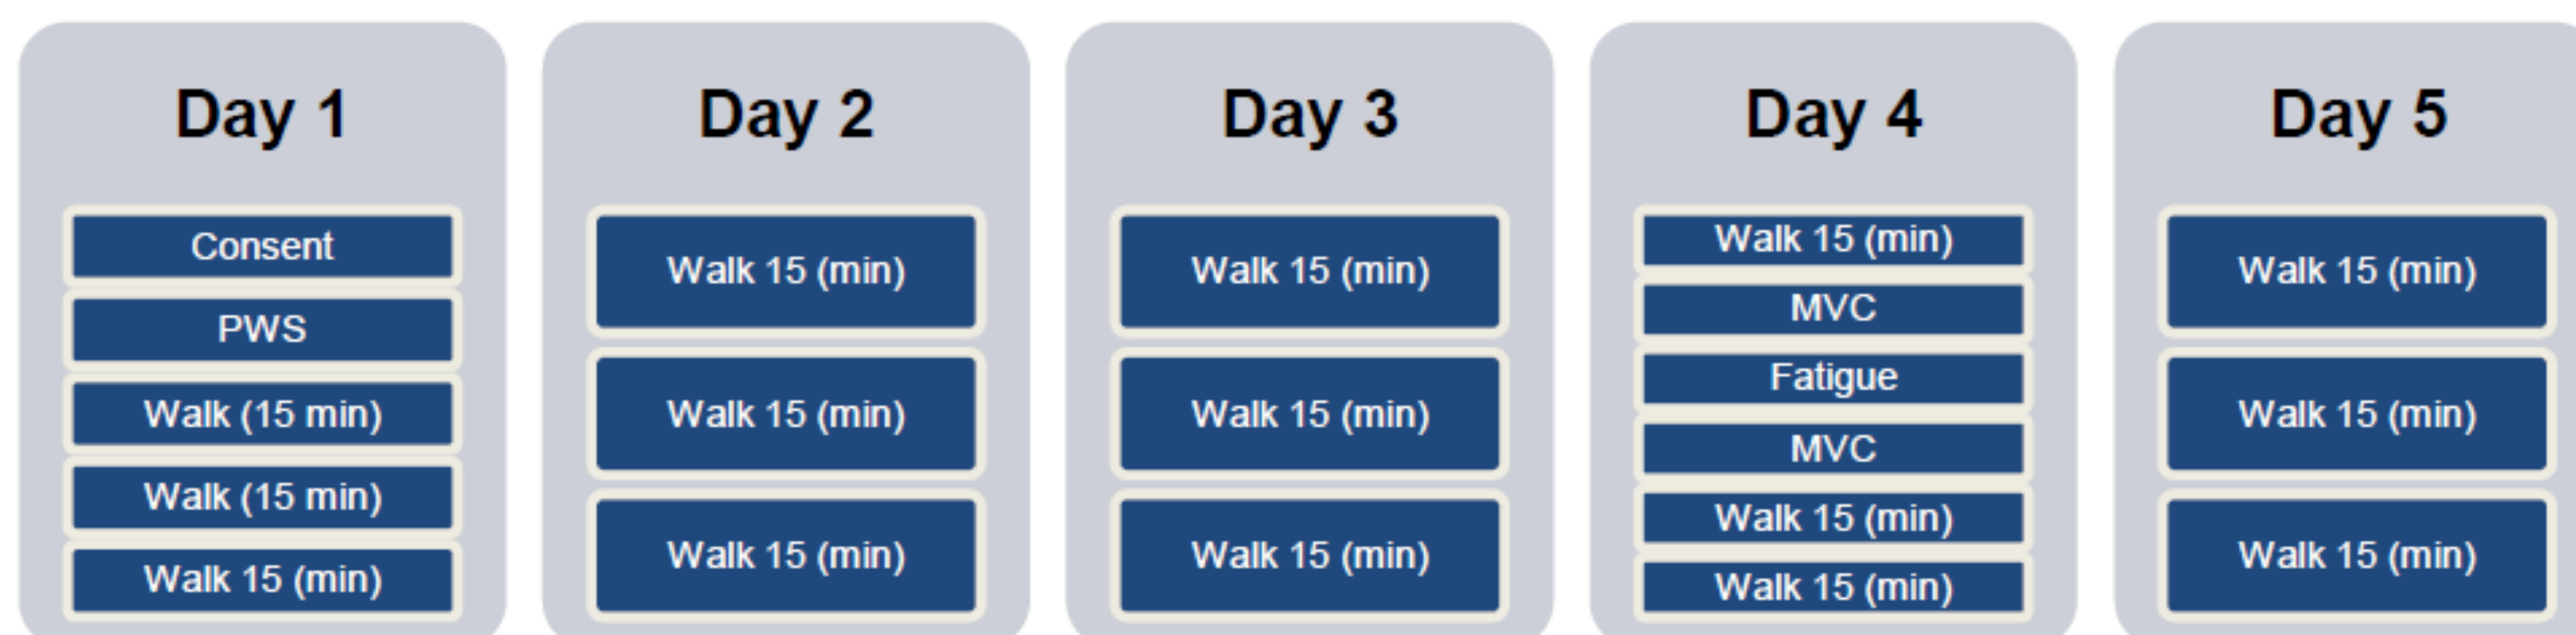 Day 1
Consent
PWS
Walk (15 min)
Walk (15 min)
Walk 15 (min)
Day 2
Walk 15 (min)
Walk 15 (min)
Walk 15 (min)
Day 3
Walk 15 (min)
Walk 15 (min)
Walk 15 (min)
Day 4
Walk 15 (min)
MVC
Fatigue
MVC
Walk 15 (min)
Walk 15 (min)
Day 5
Walk 15 (min)
Walk 15 (min)
Walk 15 (min)